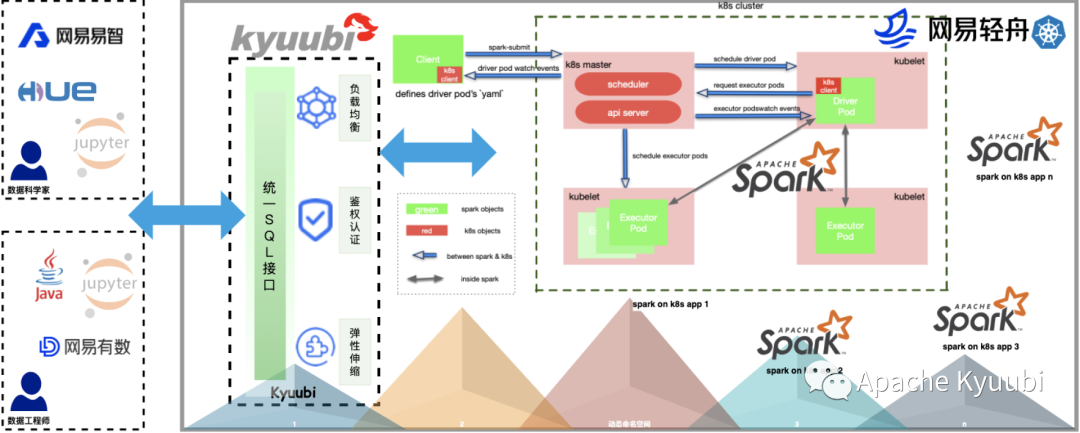 网易易智
HUE
jupyter
数据科学家
Java
jupyter
网易有数
数据工程师
kyuubi
统一SQL接口
负载均衡
鉴权认证
弹性伸缩
Kyuubi
Client
k8s client
defines driver pod's `yaml`
spark-submit
driver pod watch events
k8s cluster
网易轻舟
k8s master
scheduler
api server
schedule driver pod
request executor pods
executor podswatch events
schedule executor pods
kubelet
k8s client
Driver Pod
kubelet
Executor Pod
kubelet
Executor Pod
APACHE Spark
green
spark objects
red
k8s objects
between spark & k8s
inside spark
APACHE Spark
spark on k8s app n
spark on k8s app 1
APACHE Spark
spark on k
2
APACHE Spark
spark on k8s app 3
Apache Kyuubi
1
2
动态命名空间
3
n